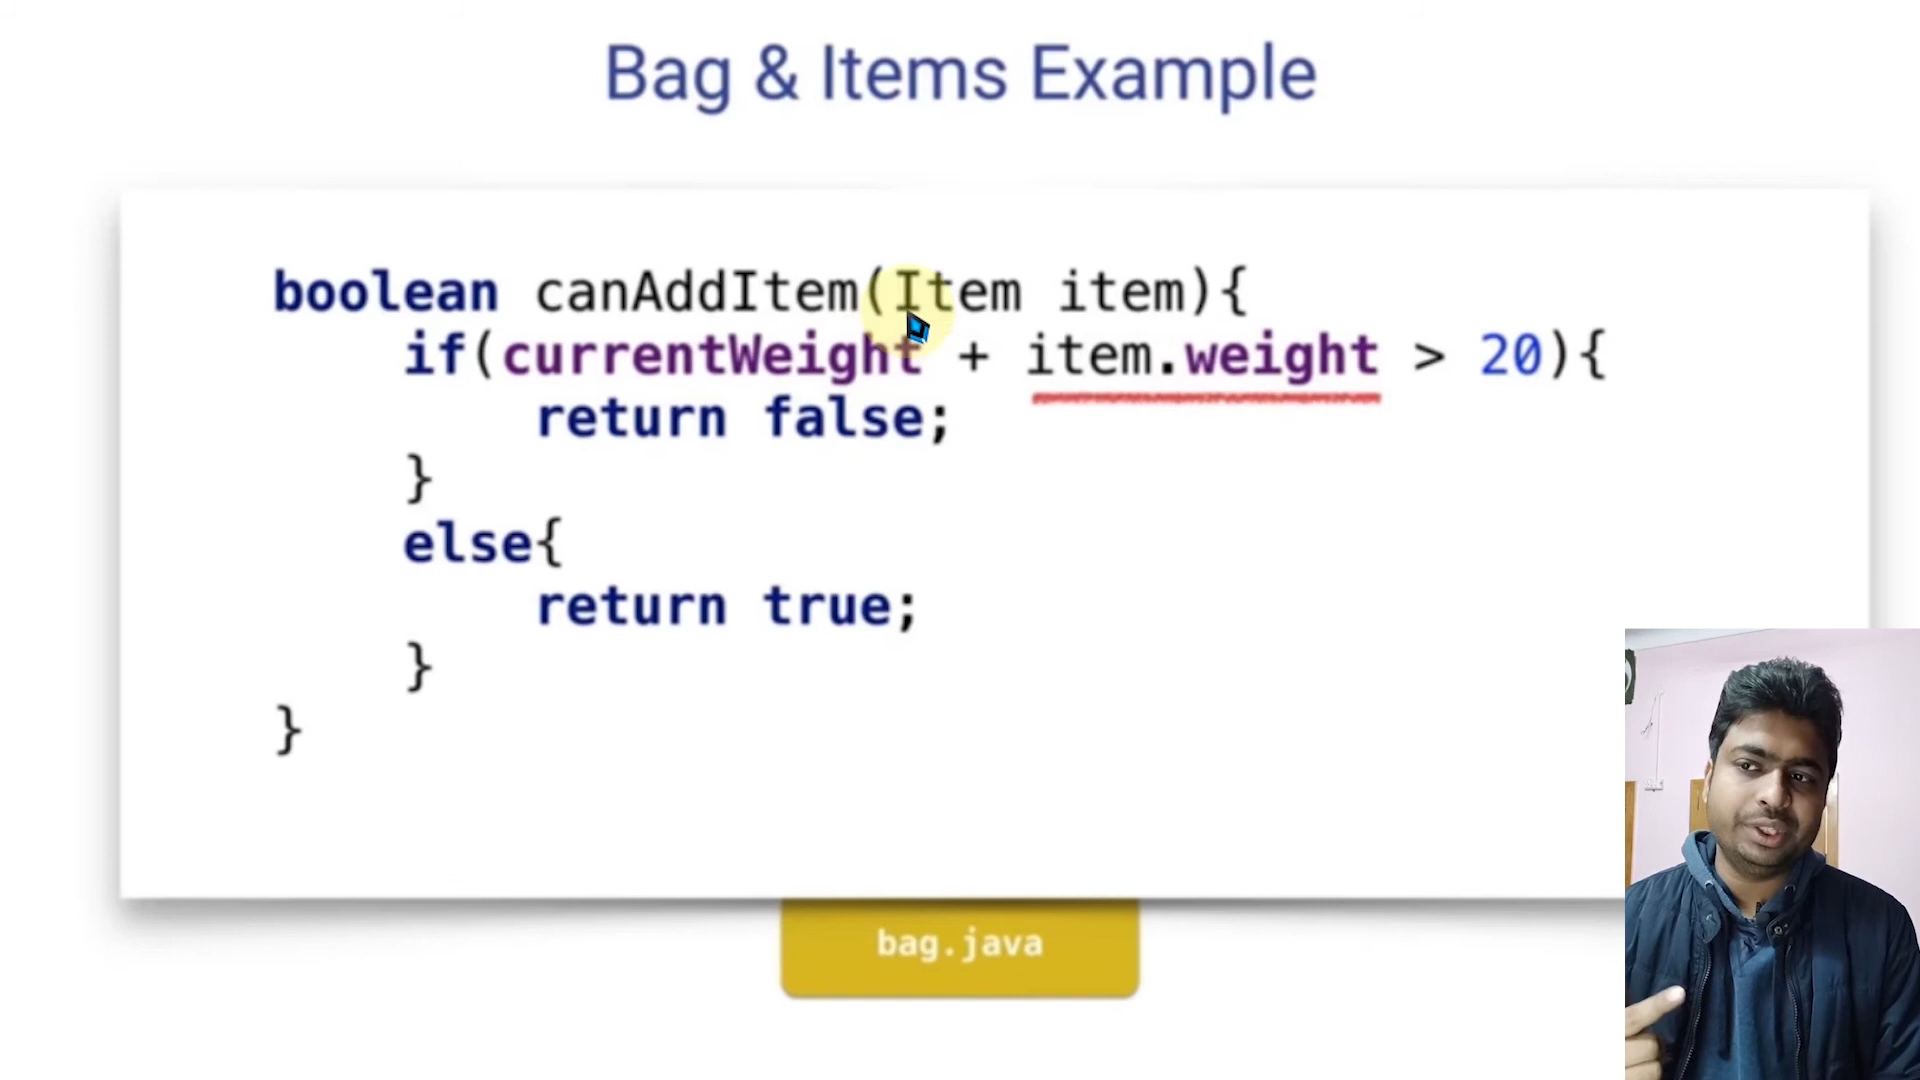 Bag & Items Example
boolean canAddItem(Item item){
if(currentWeight + item.weight > 20){
return false;
}
else{
return true;
}
}
bag.java